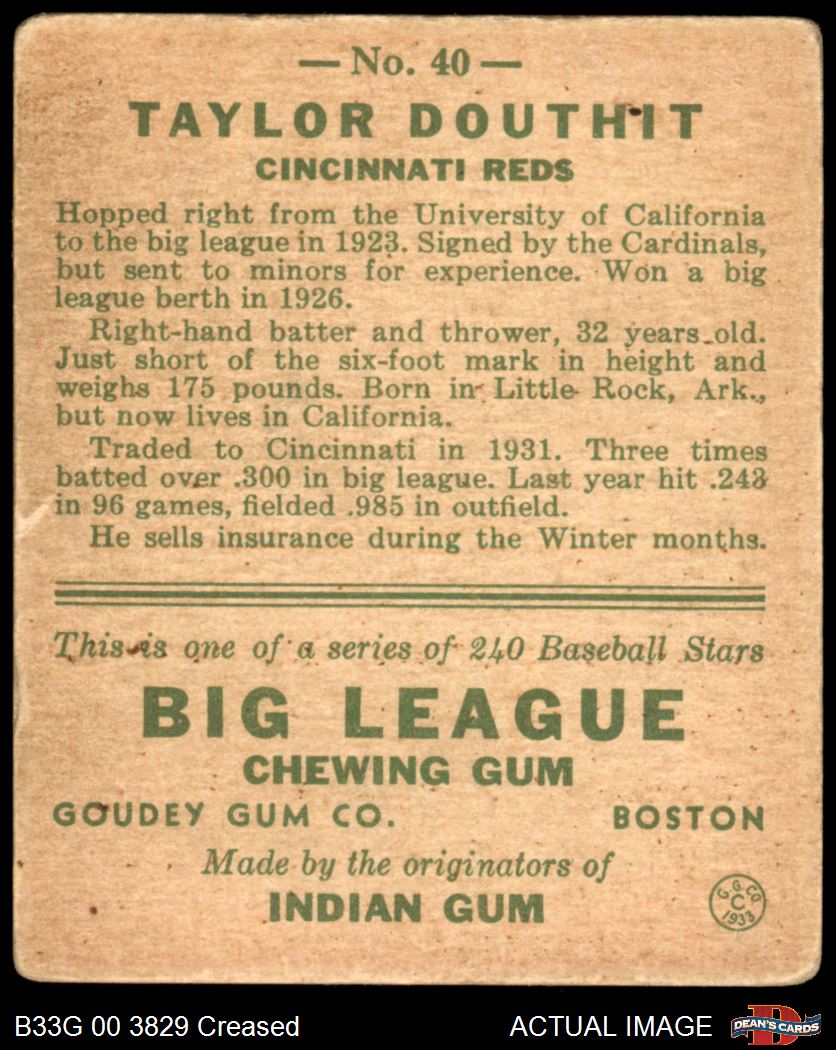 — No. 40 —
TAYLOR DOUTHIT
CINCINNATI REDS
Hopped right from the University of California
to the big league in 1923. Signed by the Cardinals,
but sent to minors for experience. Won a big
league berth in 1926.
Right-hand batter and thrower, 32 years old.
Just short of the six-foot mark in height and
weighs 175 pounds. Born in Little Rock, Ark.,
but now lives in California.
Traded to Cincinnati in 1931. Three times
batted over .300 in big league. Last year hit .243
in 96 games, fielded .985 in outfield.
He sells insurance during the Winter months.
This is one of a series of 240 Baseball Stars
BIG LEAGUE
CHEWING GUM
GOUDEY GUM CO. BOSTON
Made by the originators of
INDIAN GUM
G.G.CO
C
1933
B33G 00 3829 Creased ACTUAL IMAGE
D
DEAN'S CARDS